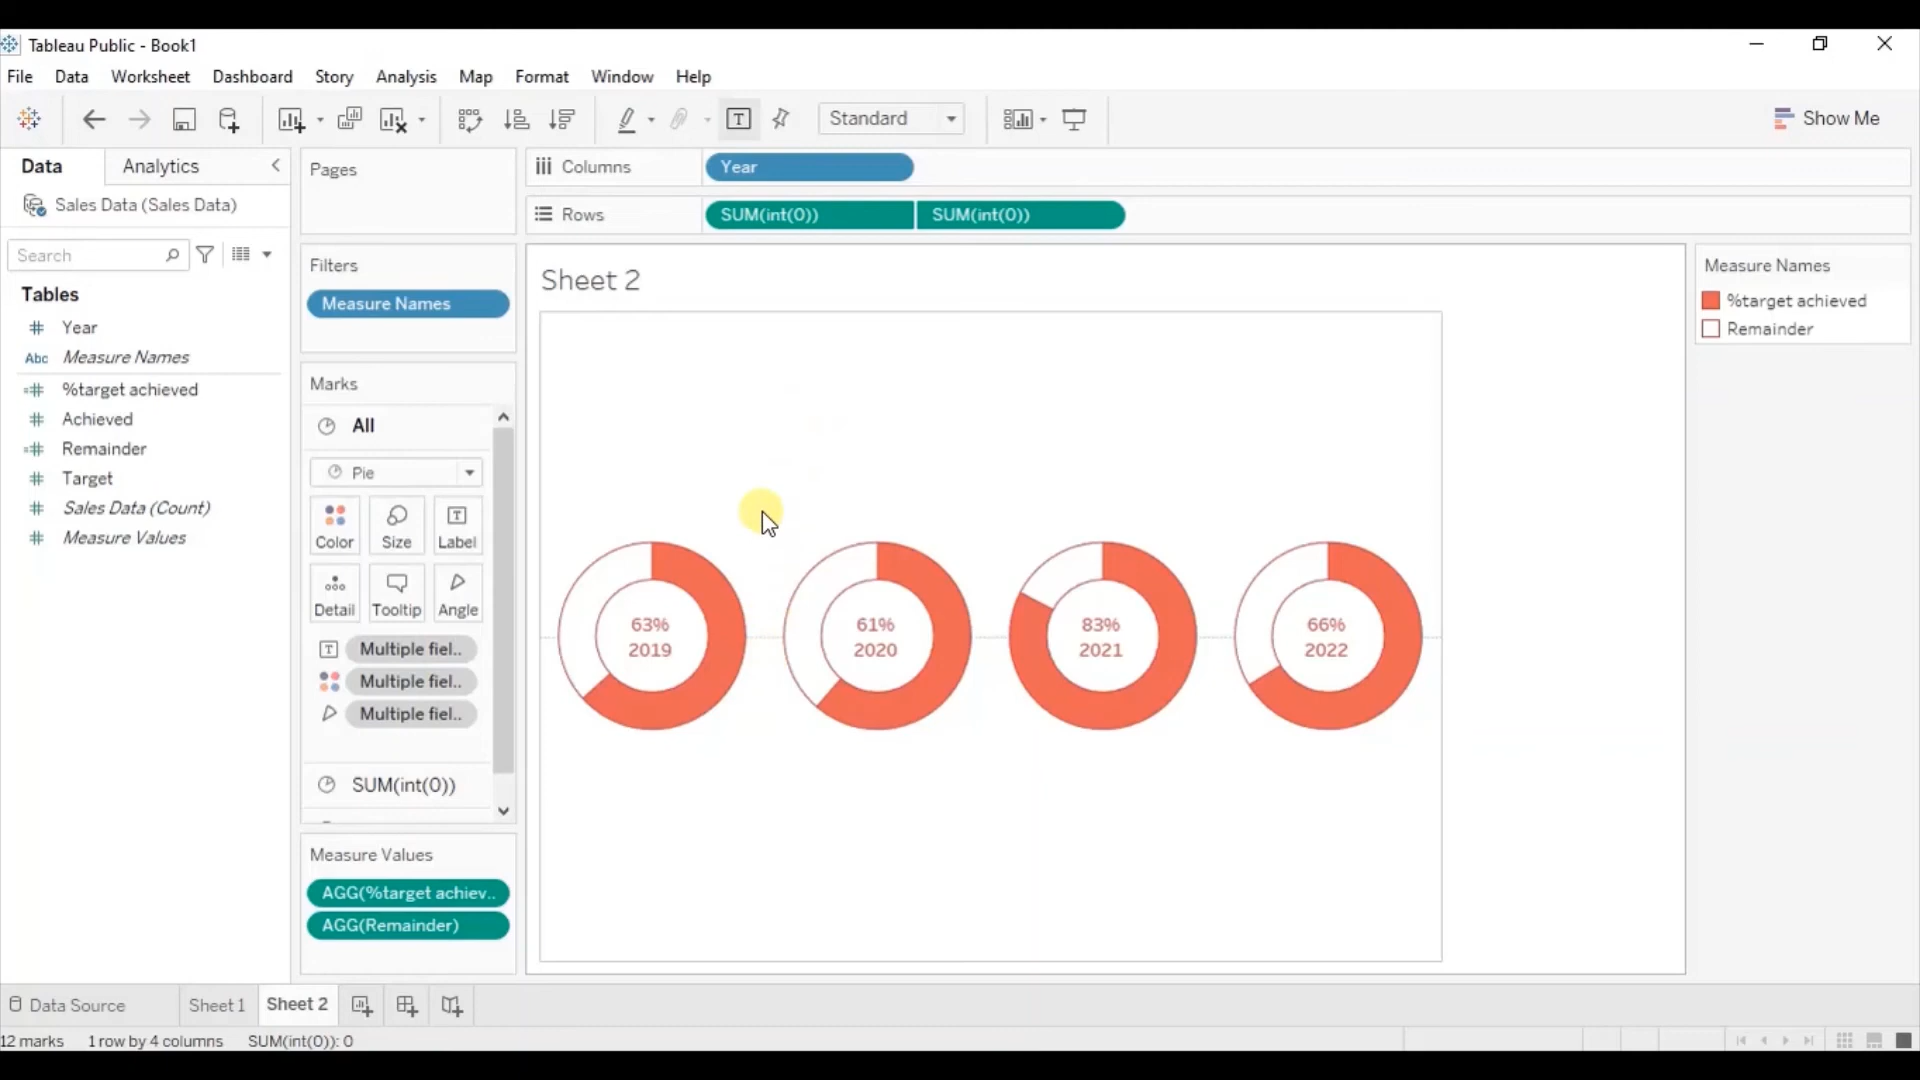 Tableau Public - Book1
File Data Worksheet Dashboard Story Analysis Map Format Window Help
Standard
Show Me
Data Analytics
Sales Data (Sales Data)
Search
Tables
Year
Abc Measure Names
%target achieved
Achieved
Remainder
Target
Sales Data (Count)
Measure Values
Pages
Filters
Measure Names
Marks
All
Pie
Color Size Label
Detail Tooltip Angle
Multiple fiel..
Multiple fiel..
Multiple fiel..
SUM(int(0))
Measure Values
AGG(%target achiev..
AGG(Remainder)
Columns Year
Rows SUM(int(0)) SUM(int(0))
Sheet 2
63%
2019
61%
2020
83%
2021
66%
2022
Measure Names
%target achieved
Remainder
Data Source Sheet 1 Sheet 2
12 marks 1 row by 4 columns SUM(int(0)): 0